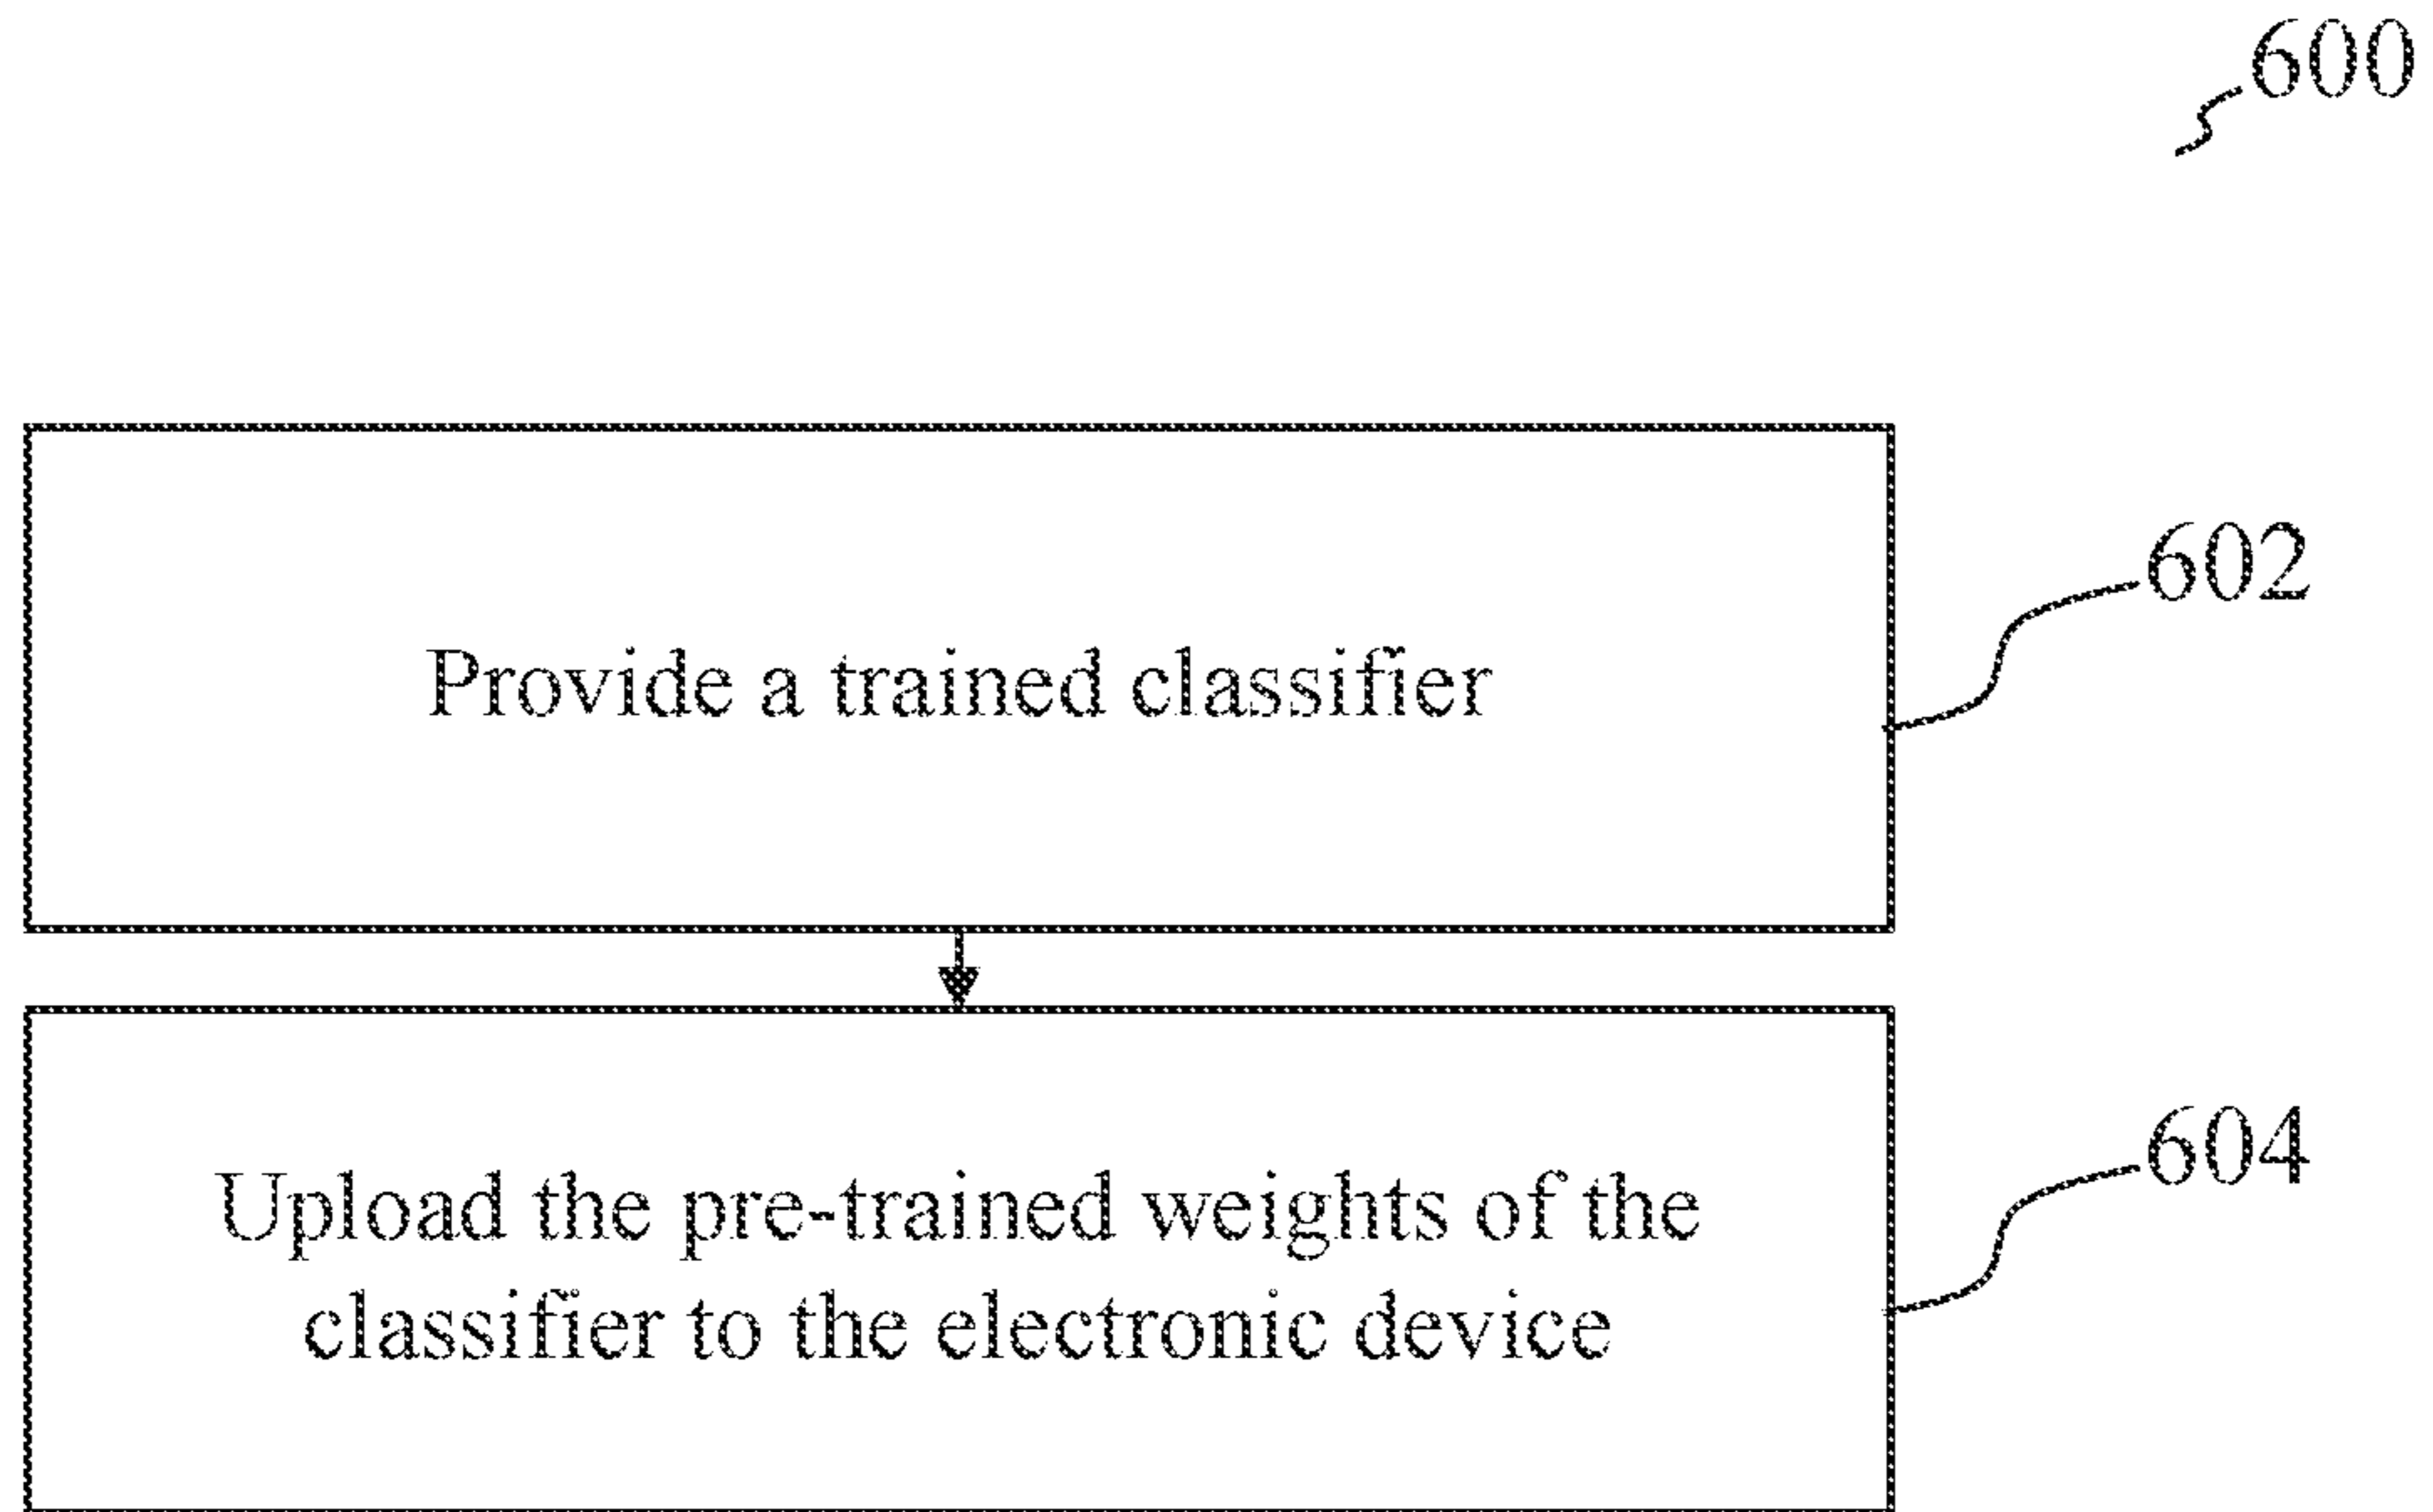 600
Provide a trained classifier
602
Upload the pre-trained weights of the
classifier to the electronic device
604